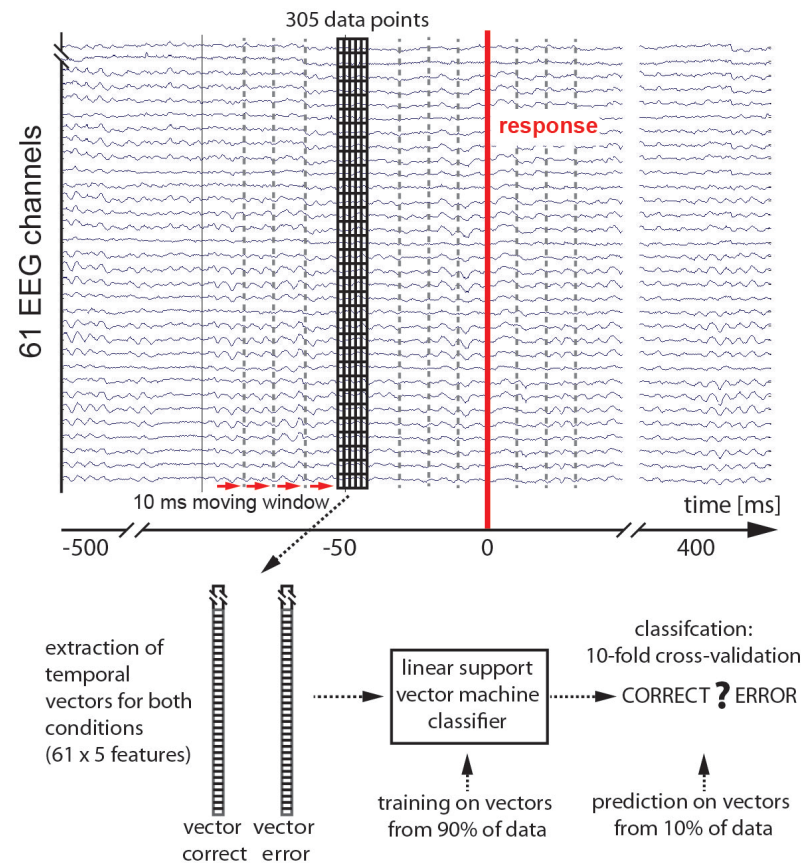 305 data points
61 EEG channels
response
10 ms moving window
time [ms]
-500
-50
0
400
extraction of
temporal
vectors for both
conditions
(61 x 5 features)
vector
correct
vector
error
linear support
vector machine
classifier
training on vectors
from 90% of data
classifcation:
10-fold cross-validation
CORRECT ? ERROR
prediction on vectors
from 10% of data